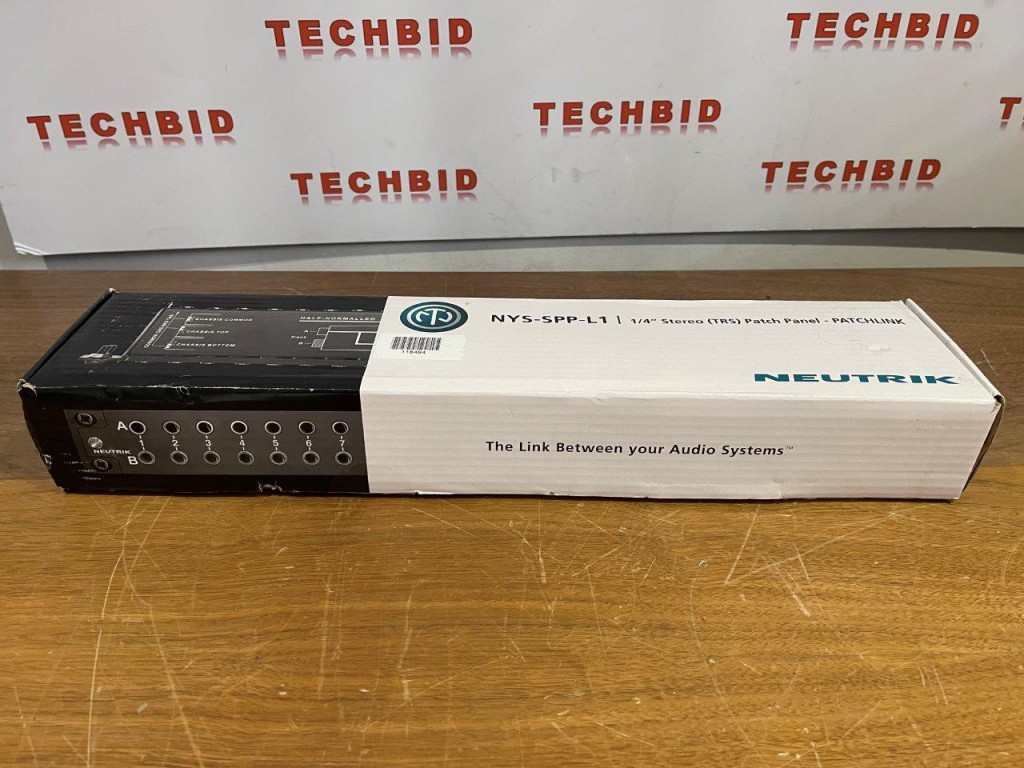 TECHBID
TECHBID
TECHBID
TECHBID
TECHBID
TECHBID
CHASSIS COMMON
CHASSIS TOP
CHASSIS BOTTOM
HALF-NORMALLED
Front
A
B
NYS-SPP-L1 | 1/4" Stereo (TRS) Patch Panel - PATCHLINK
116494
NEUTRIK
The Link Between your Audio Systems™
A
1 2 3 4 5 6 7
NEUTRIK
B